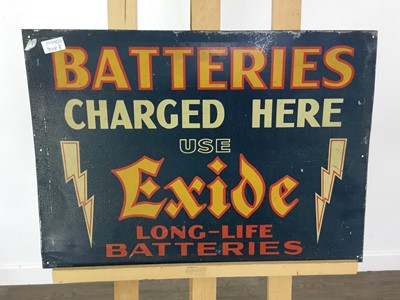 BATTERIES
CHARGED HERE
USE
Exide
LONG-LIFE
BATTERIES